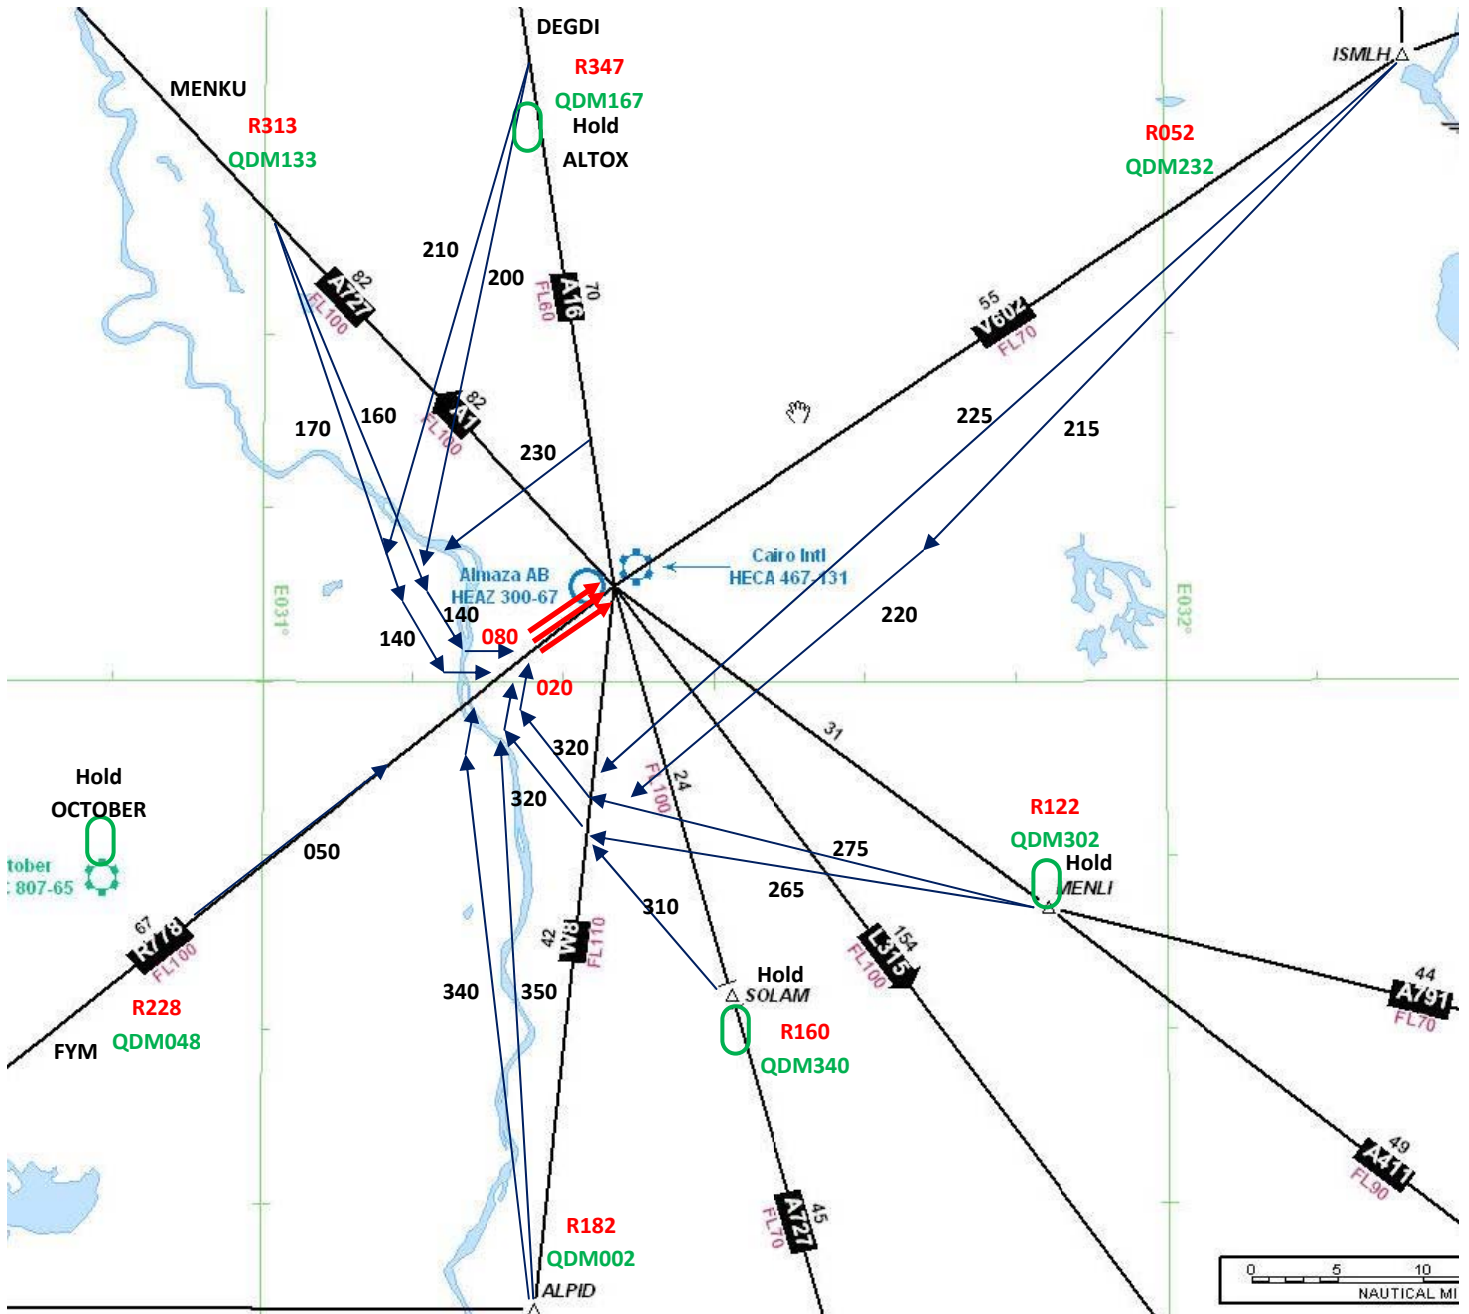 DEGDI
R347
QDM167
Hold
ALTOX
MENKU
R313
QDM133
ISMLH
R052
QDM232
210
200
A16
70
FL60
82
A727
FL100
55
V602
FL70
82
A1
FL100
170
160
230
225
215
Almaza AB
HEAZ 300-67
Cairo Intl
HECA 467-131
E031°
E032°
140
140
080
020
220
320
320
31
24
FL100
Hold
OCTOBER
tober
807-65
050
R122
QDM302
Hold
MENLI
275
265
310
67
R778
FL100
R228
QDM048
FYM
42
W8
FL110
340
350
Hold
SOLAM
R160
QDM340
154
L315
FL100
44
A791
FL70
49
A411
FL90
45
A727
FL70
R182
QDM002
ALPID
0 5 10
NAUTICAL MI